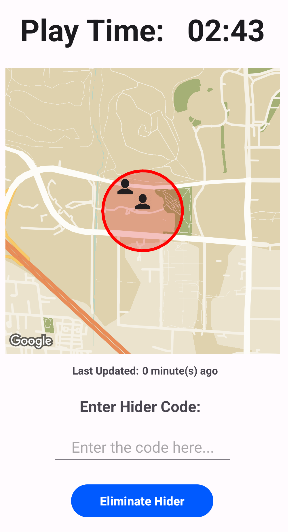 Play Time: 02:43
Google
Last Updated: 0 minute(s) ago
Enter Hider Code:
Enter the code here...
Eliminate Hider